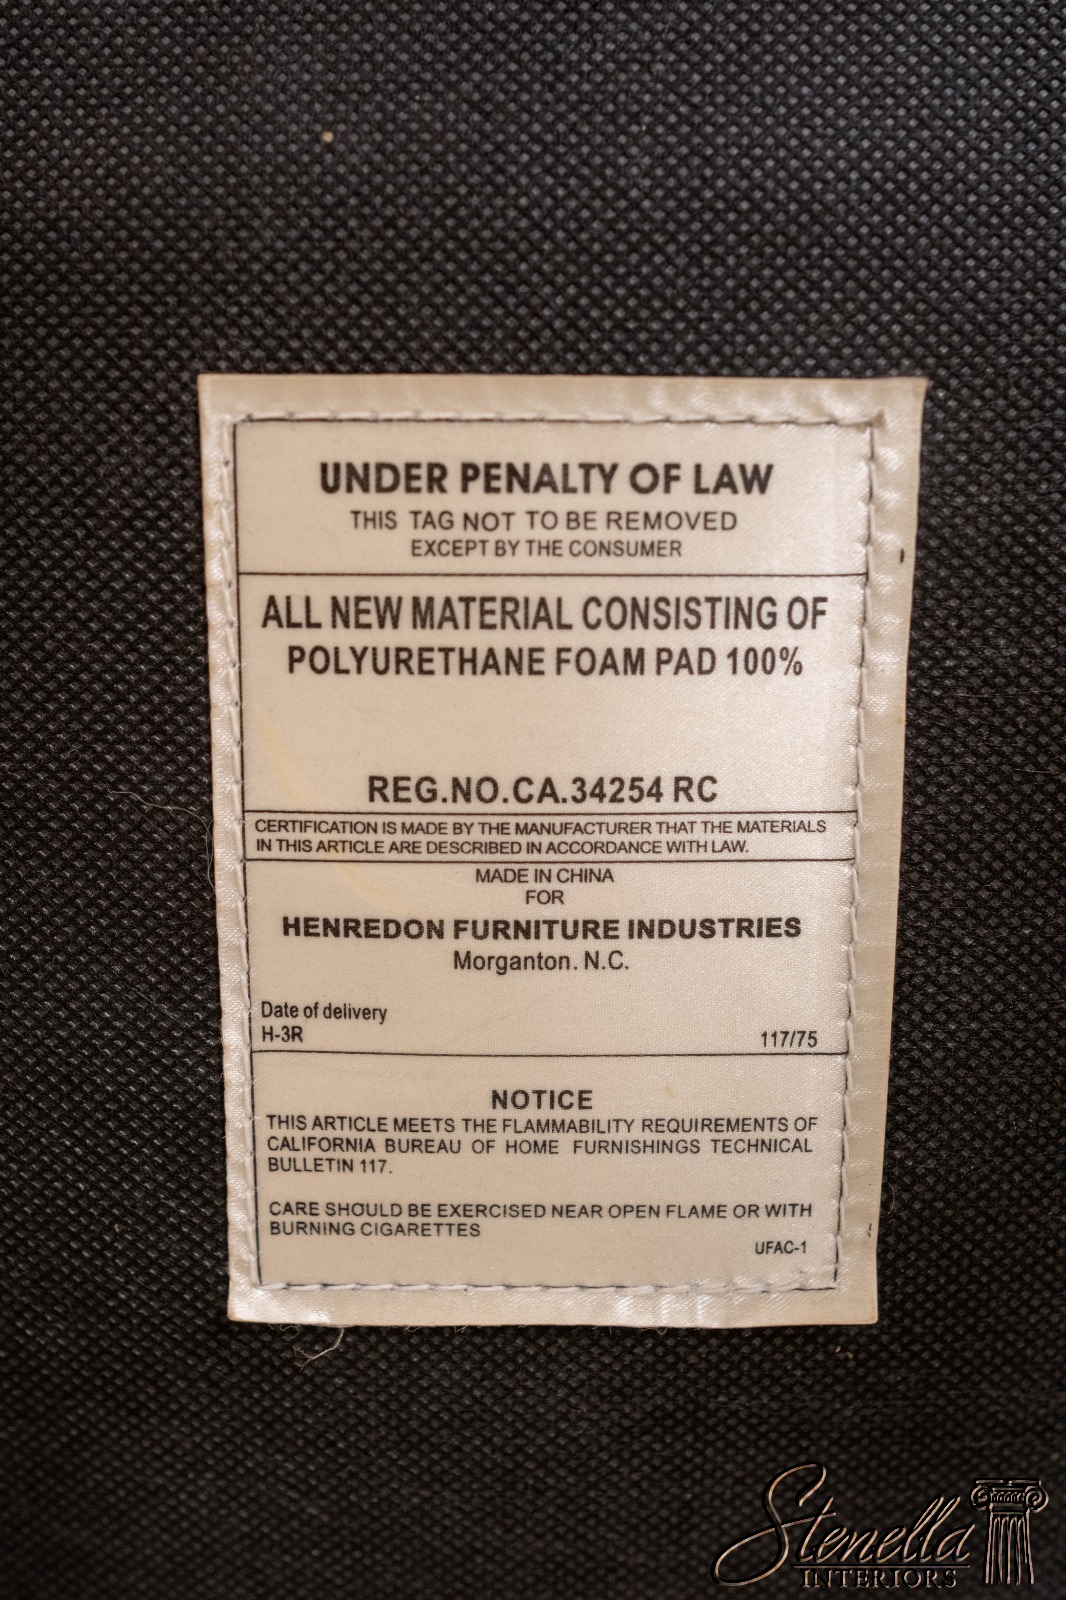 UNDER PENALTY OF LAW
THIS TAG NOT TO BE REMOVED
EXCEPT BY THE CONSUMER
ALL NEW MATERIAL CONSISTING OF
POLYURETHANE FOAM PAD 100%
REG.NO.CA.34254 RC
CERTIFICATION IS MADE BY THE MANUFACTURER THAT THE MATERIALS
IN THIS ARTICLE ARE DESCRIBED IN ACCORDANCE WITH LAW.
MADE IN CHINA
FOR
HENREDON FURNITURE INDUSTRIES
Morganton. N.C.
Date of delivery
H-3R 117/75
NOTICE
THIS ARTICLE MEETS THE FLAMMABILITY REQUIREMENTS OF
CALIFORNIA BUREAU OF HOME FURNISHINGS TECHNICAL
BULLETIN 117.
CARE SHOULD BE EXERCISED NEAR OPEN FLAME OR WITH
BURNING CIGARETTES
UFAC-1
Stenella
INTERIORS